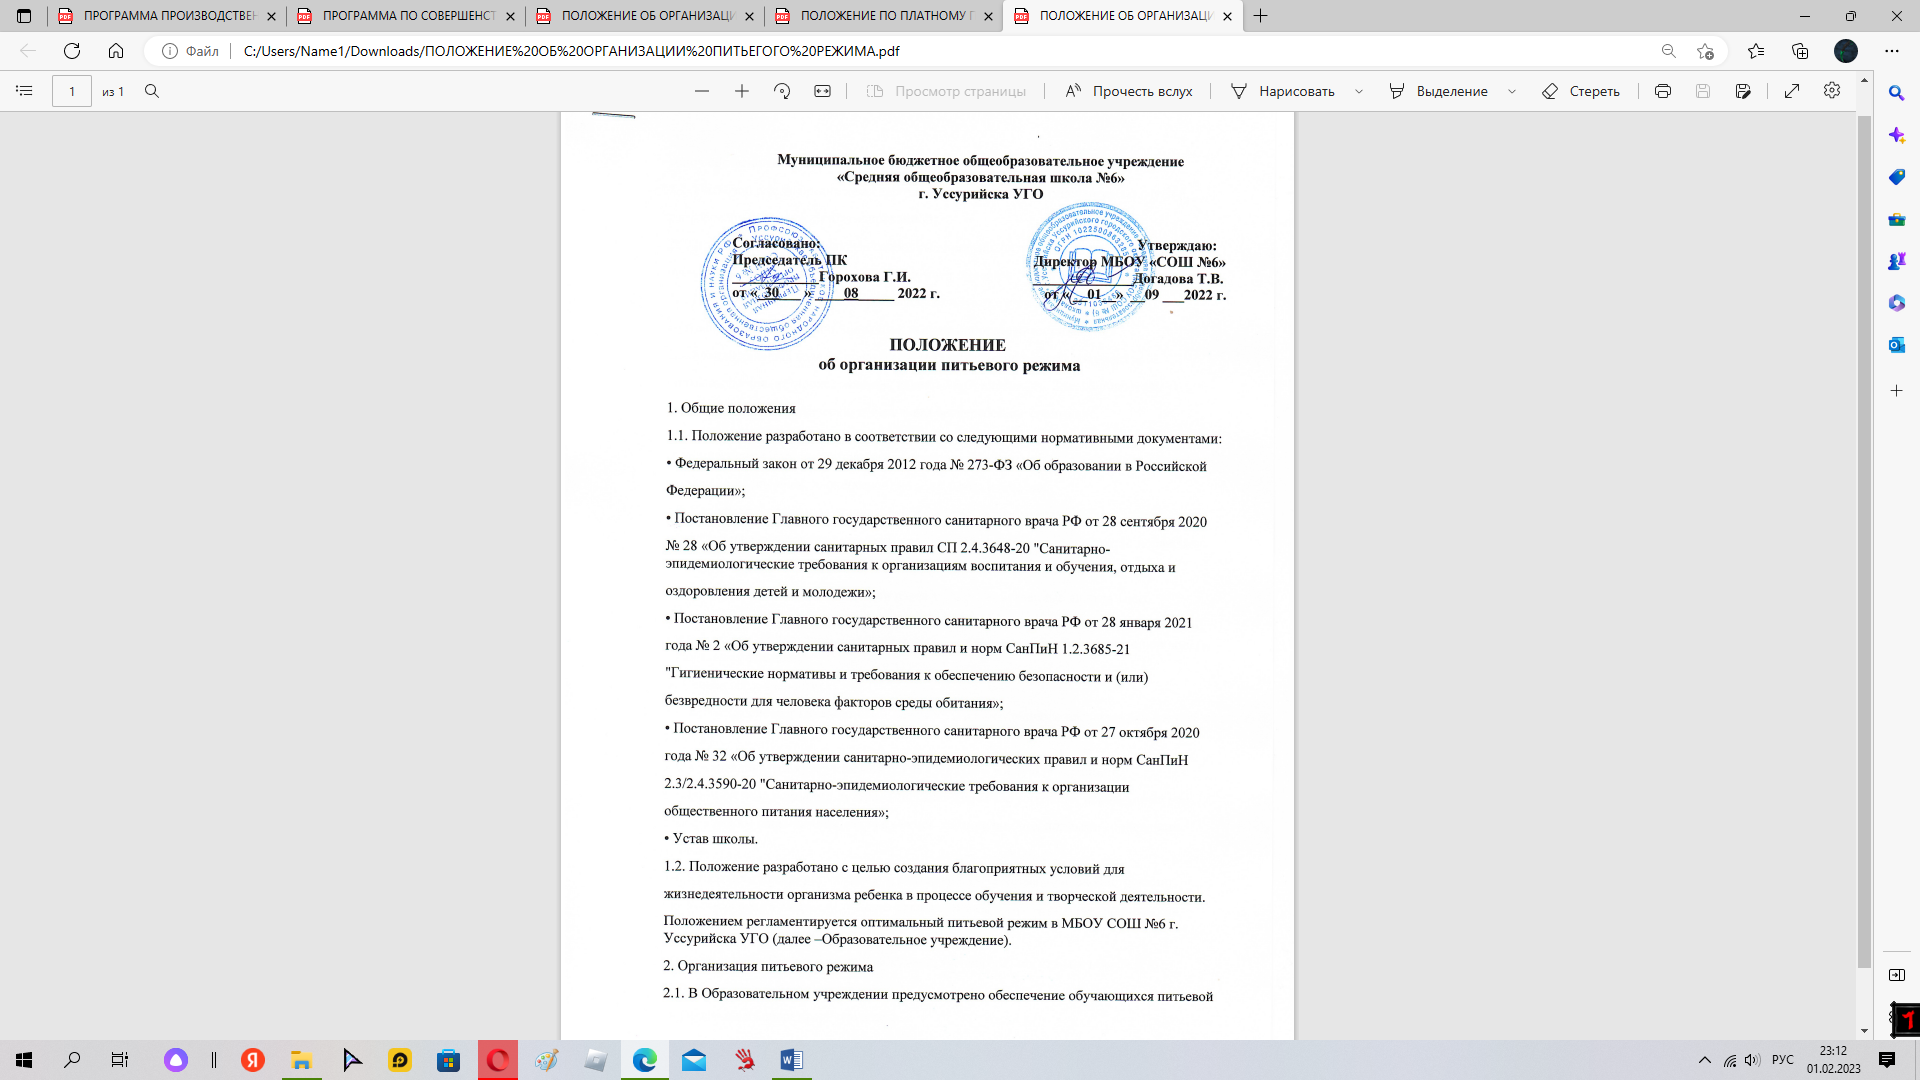 ПРОГРАММА ПРОИЗВОДСТВЕН
ПРОГРАММА ПО СОВЕРШЕНСТ
ПОЛОЖЕНИЕ ОБ ОРГАНИЗАЦИ
ПОЛОЖЕНИЕ ПО ПЛАТНОМУ П
ПОЛОЖЕНИЕ ОБ ОРГАНИЗАЦИ
Файл
C:/Users/Name1/Downloads/ПОЛОЖЕНИЕ%20ОБ%20ОРГАНИЗАЦИИ%20ПИТЬЕГОГО%20РЕЖИМА.pdf
1 из 1
Просмотр страницы
Прочесть вслух
Нарисовать
Выделение
Стереть
Муниципальное бюджетное общеобразовательное учреждение
«Средняя общеобразовательная школа №6»
г. Уссурийска УГО
Согласовано:
Председатель ПК
Горохова Г.И.
от « 30 » 08 2022 г.
Утверждаю:
Директор МБОУ «СОШ №6»
Догадова Т.В.
от « 01 » 09 2022 г.
ПОЛОЖЕНИЕ
об организации питьевого режима
1. Общие положения
1.1. Положение разработано в соответствии со следующими нормативными документами:
• Федеральный закон от 29 декабря 2012 года № 273-ФЗ «Об образовании в Российской
Федерации»;
• Постановление Главного государственного санитарного врача РФ от 28 сентября 2020
№ 28 «Об утверждении санитарных правил СП 2.4.3648-20 "Санитарно-
эпидемиологические требования к организациям воспитания и обучения, отдыха и
оздоровления детей и молодежи»;
• Постановление Главного государственного санитарного врача РФ от 28 января 2021
года № 2 «Об утверждении санитарных правил и норм СанПиН 1.2.3685-21
"Гигиенические нормативы и требования к обеспечению безопасности и (или)
безвредности для человека факторов среды обитания»;
• Постановление Главного государственного санитарного врача РФ от 27 октября 2020
года № 32 «Об утверждении санитарно-эпидемиологических правил и норм СанПиН
2.3/2.4.3590-20 "Санитарно-эпидемиологические требования к организации
общественного питания населения»;
• Устав школы.
1.2. Положение разработано с целью создания благоприятных условий для
жизнедеятельности организма ребенка в процессе обучения и творческой деятельности.
Положением регламентируется оптимальный питьевой режим в МБОУ СОШ №6 г.
Уссурийска УГО (далее –Образовательное учреждение).
2. Организация питьевого режима
2.1. В Образовательном учреждении предусмотрено обеспечение обучающихся питьевой
РУС
23:12
01.02.2023